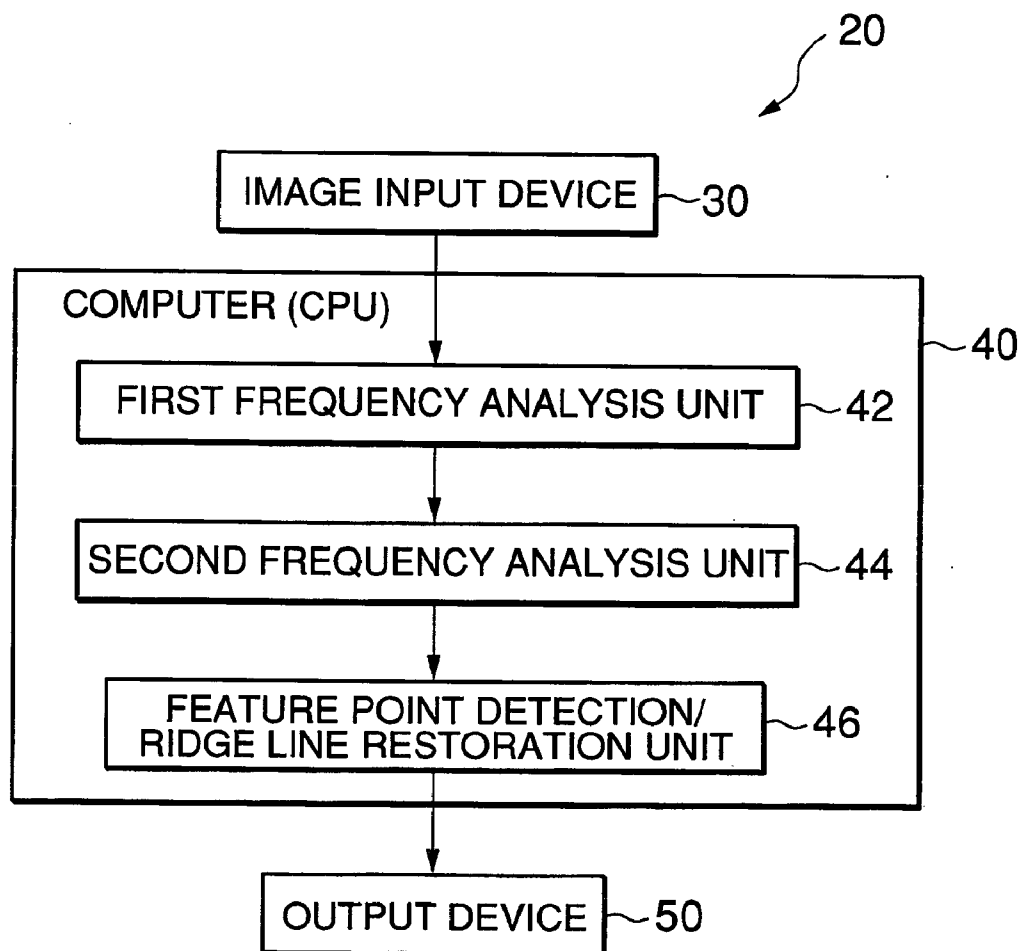 20
IMAGE INPUT DEVICE
30
COMPUTER (CPU)
40
FIRST FREQUENCY ANALYSIS UNIT
42
SECOND FREQUENCY ANALYSIS UNIT
44
FEATURE POINT DETECTION/
RIDGE LINE RESTORATION UNIT
46
OUTPUT DEVICE
50